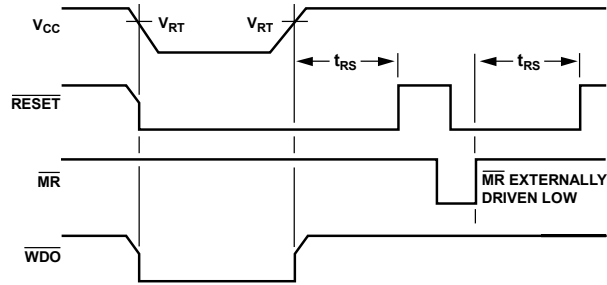 VCC
VRT
VRT
tRS
tRS
RESET
MR
MR EXTERNALLY
DRIVEN LOW
WDO